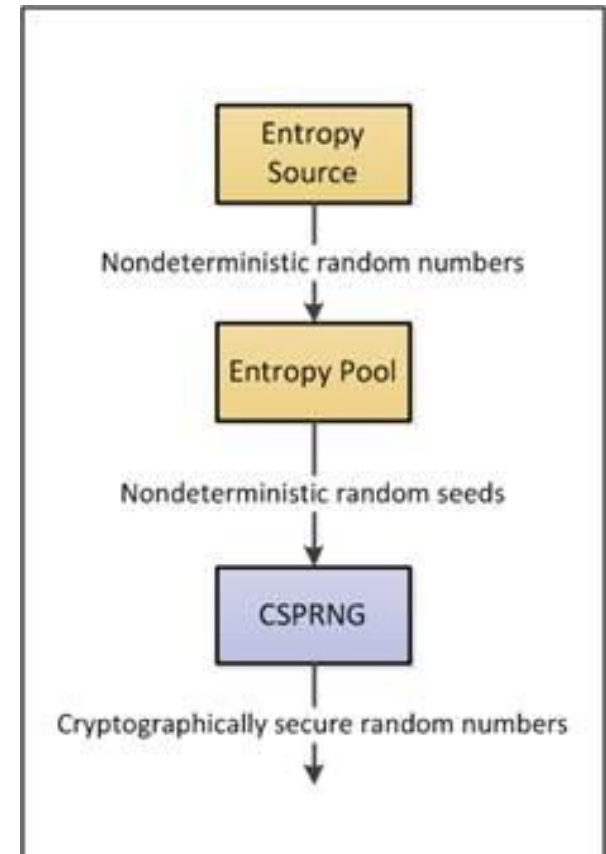 Entropy
Source
Nondeterministic random numbers
Entropy Pool
Nondeterministic random seeds
CSPRNG
Cryptographically secure random numbers